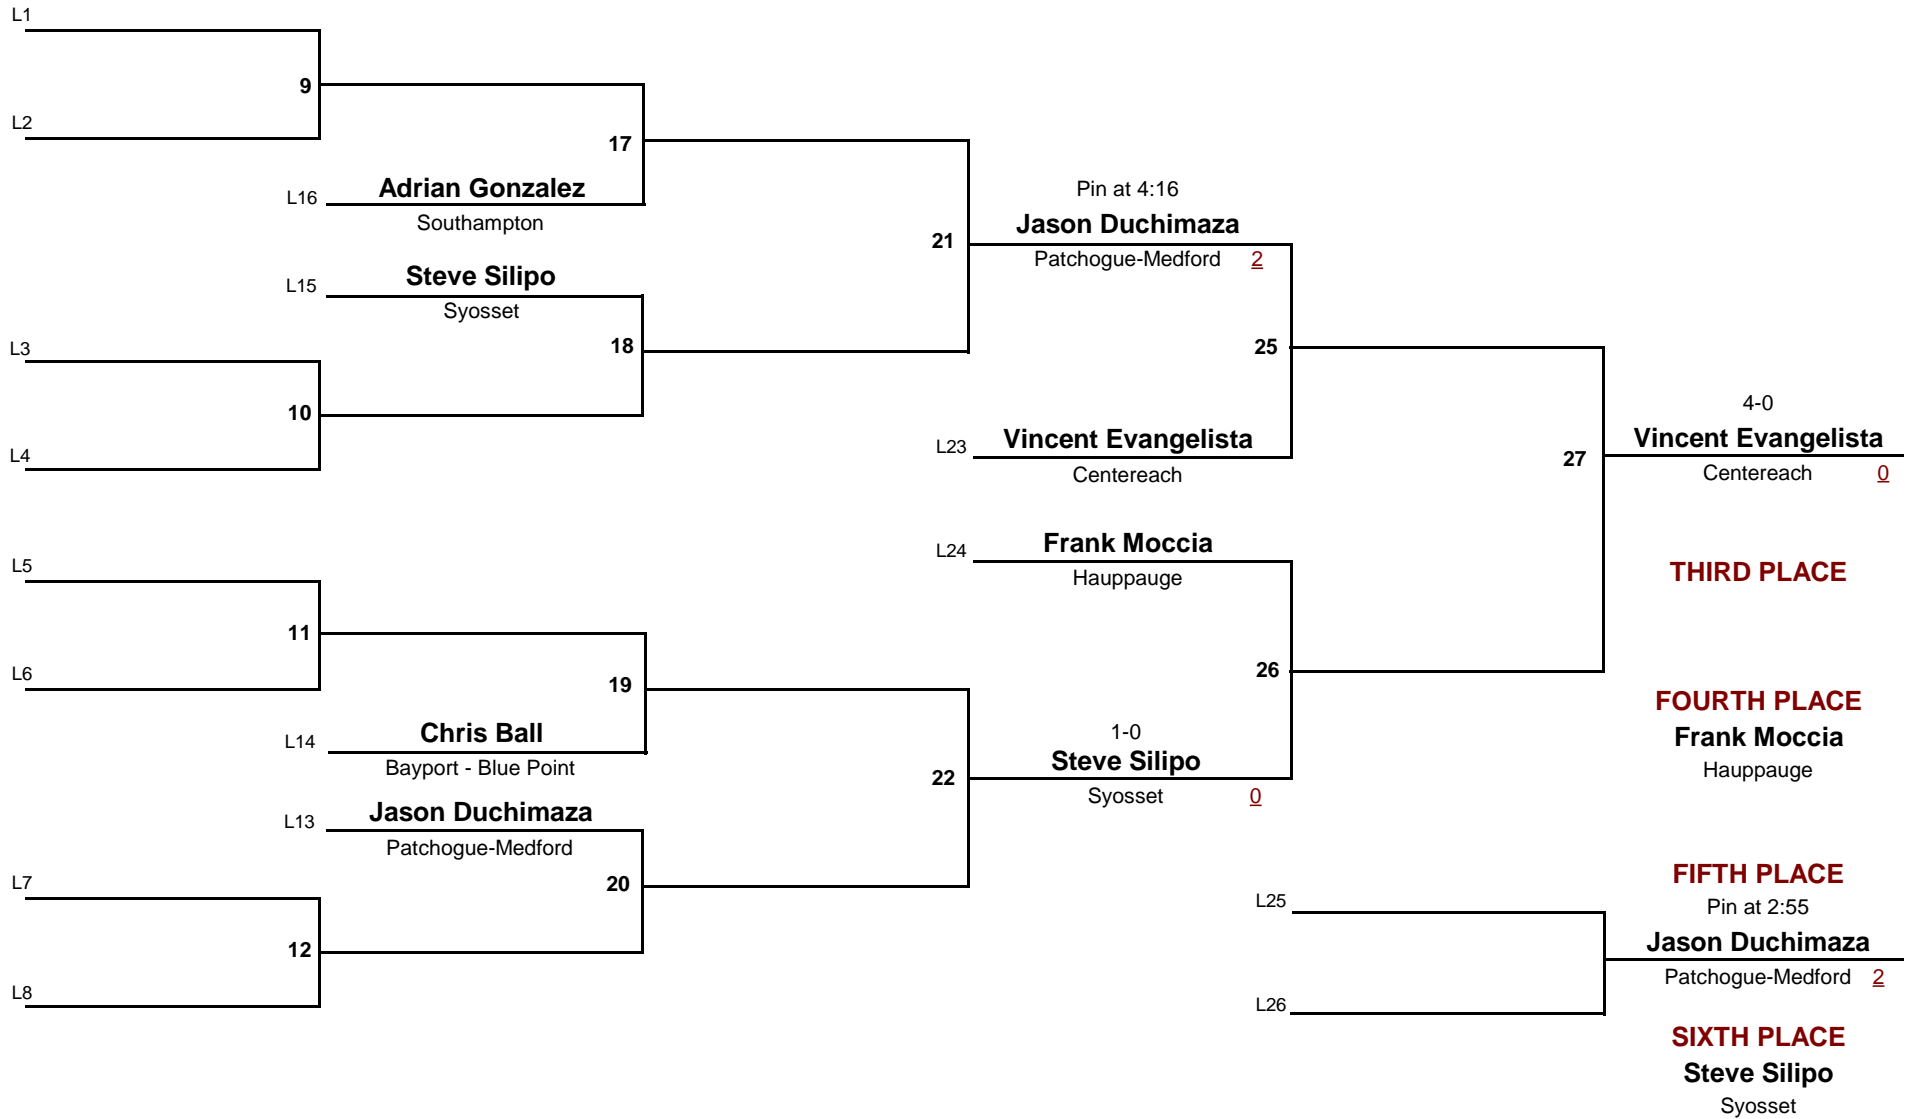 L1
9
L2
17
L16
Adrian Gonzalez
Southampton
L15
Steve Silipo
Syosset
18
L3
10
L4
21
Pin at 4:16
Jason Duchimaza
Patchogue-Medford 2
25
L23
Vincent Evangelista
Centereach
27
4-0
Vincent Evangelista
Centereach 0
THIRD PLACE
L24
Frank Moccia
Hauppauge
L5
11
L6
19
L14
Chris Ball
Bayport - Blue Point
L13
Jason Duchimaza
Patchogue-Medford
20
L7
12
L8
22
26
1-0
Steve Silipo
Syosset 0
FOURTH PLACE
Frank Moccia
Hauppauge
L25
L26
FIFTH PLACE
Pin at 2:55
Jason Duchimaza
Patchogue-Medford 2
SIXTH PLACE
Steve Silipo
Syosset